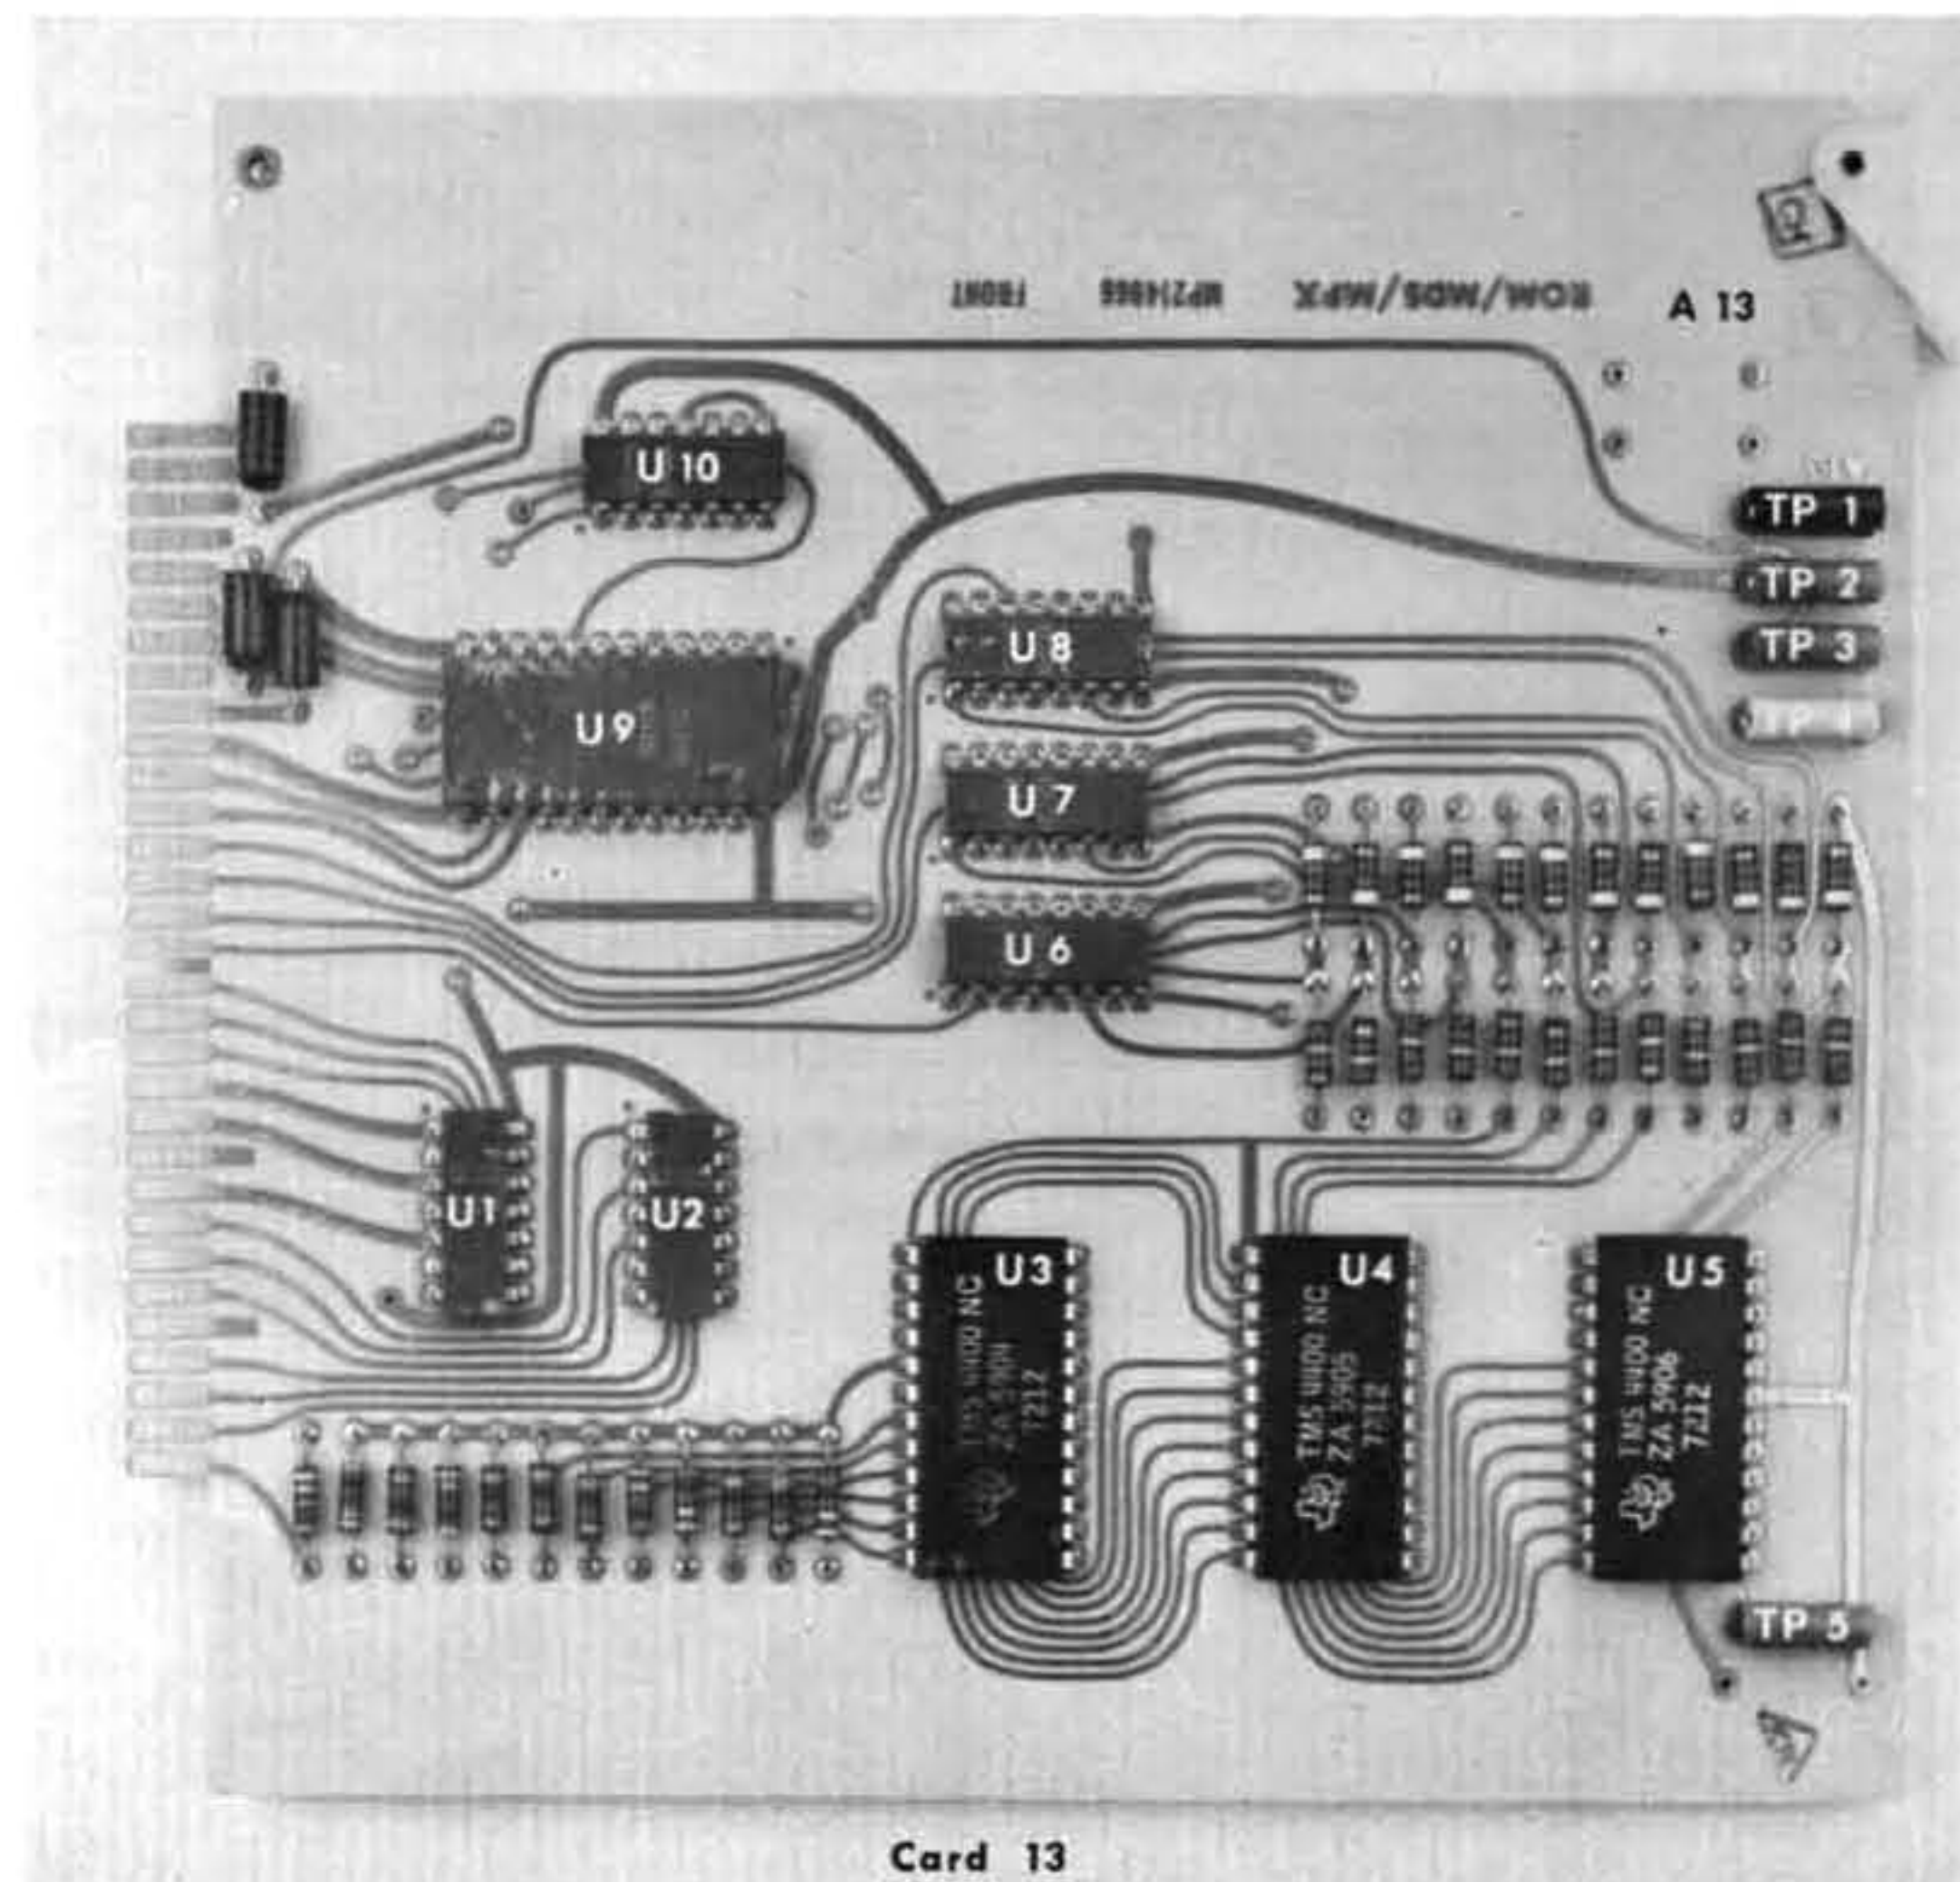 ROM/MDS/MPX
FRONT
A 13
TP 1
U 10
TP 2
TP 3
U 8
U 9
TP 4
U 7
U 6
U1
U2
U3
TMS 4400 NC
ZA 5904
7212
U4
TMS 4400 NC
ZA 5905
7212
U5
TMS 4400 NC
ZA 5906
7212
TP 5
Card 13